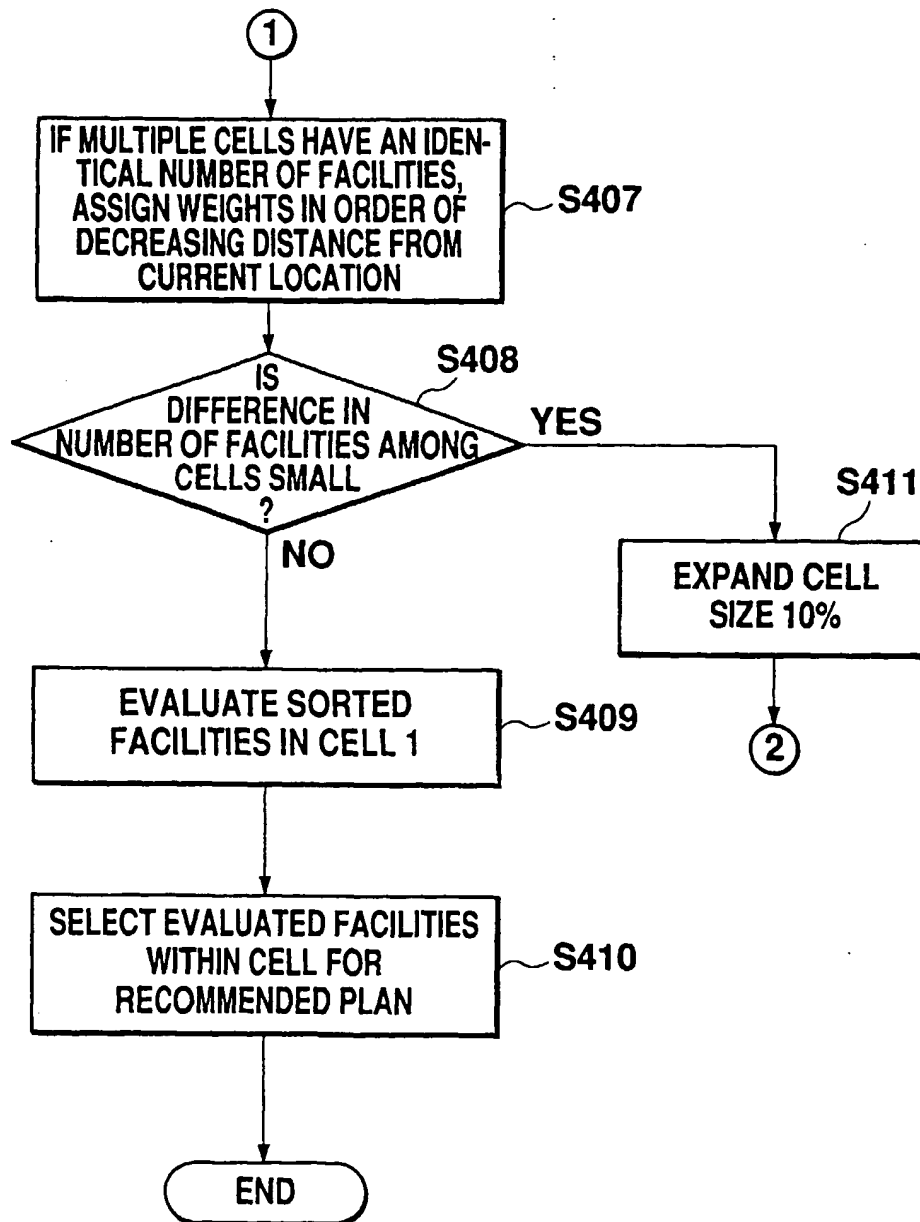 1
IF MULTIPLE CELLS HAVE AN IDEN-
TICAL NUMBER OF FACILITIES,
ASSIGN WEIGHTS IN ORDER OF
DECREASING DISTANCE FROM
CURRENT LOCATION
S407
IS
DIFFERENCE IN
NUMBER OF FACILITIES AMONG
CELLS SMALL
?
S408
YES
NO
S411
EXPAND CELL
SIZE 10%
2
EVALUATE SORTED
FACILITIES IN CELL 1
S409
SELECT EVALUATED FACILITIES
WITHIN CELL FOR
RECOMMENDED PLAN
S410
END